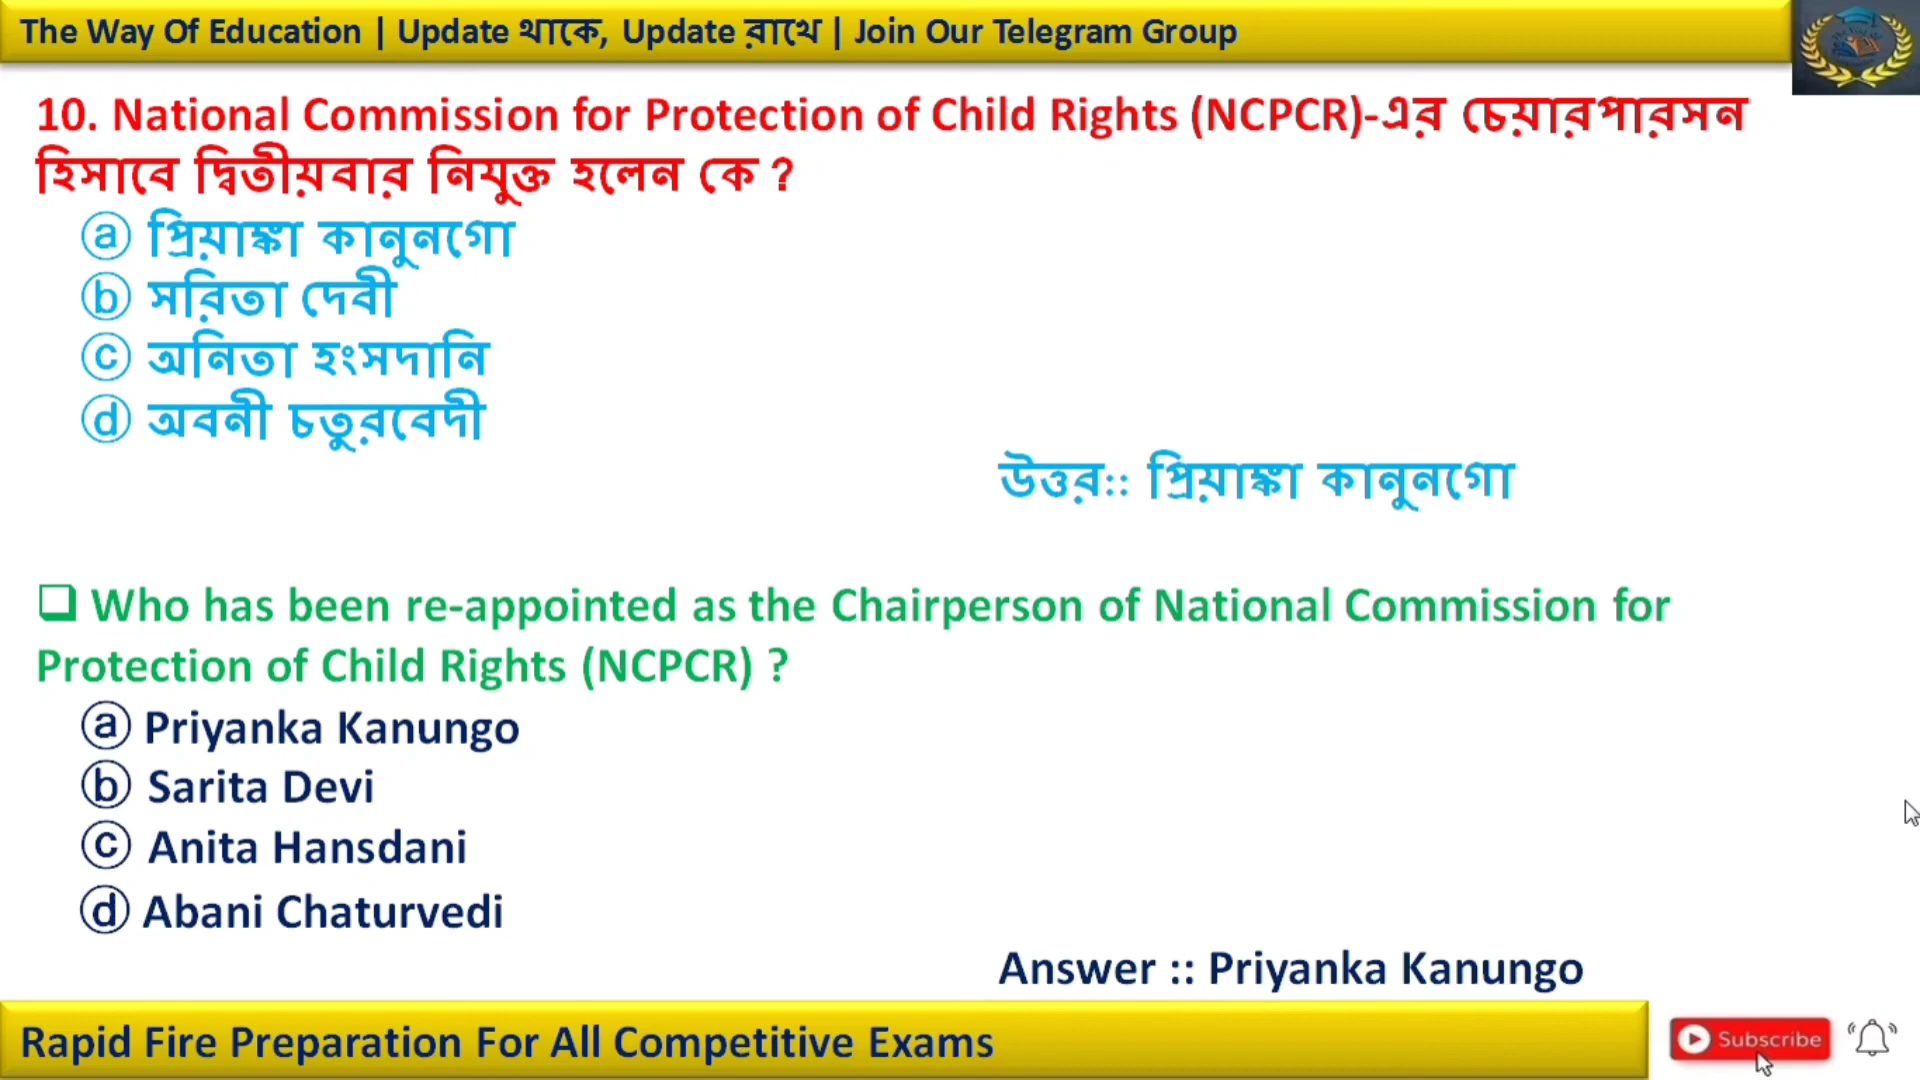 The Way Of Education | Update থাকে, Update রাখে | Join Our Telegram Group
10. National Commission for Protection of Child Rights (NCPCR)-এর চেয়ারপারসন
হিসাবে দ্বিতীয়বার নিযুক্ত হলেন কে ?
ⓐ প্রিয়াঙ্কা কানুনগো
ⓑ সরিতা দেবী
ⓒ অনিতা হংসদানি
ⓓ অবনী চতুরবেদী
উত্তর:: প্রিয়াঙ্কা কানুনগো
❑ Who has been re-appointed as the Chairperson of National Commission for
Protection of Child Rights (NCPCR) ?
ⓐ Priyanka Kanungo
ⓑ Sarita Devi
ⓒ Anita Hansdani
ⓓ Abani Chaturvedi
Answer :: Priyanka Kanungo
Rapid Fire Preparation For All Competitive Exams
Subscribe